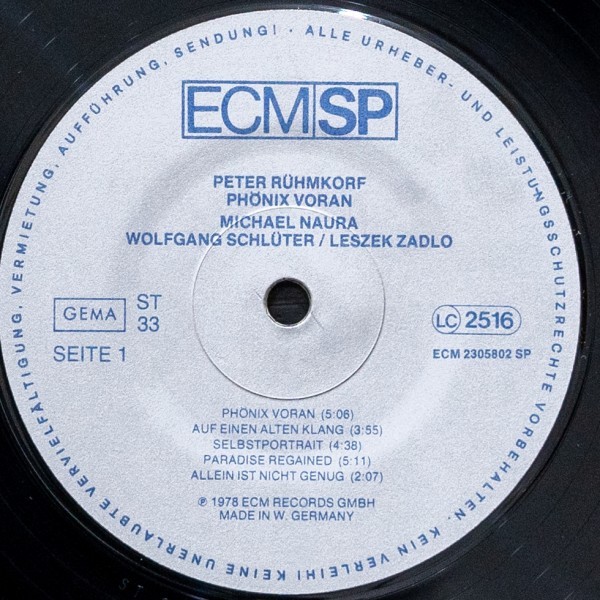 ALLE URHEBER- UND LEISTUNGSSCHUTZRECHTE VORBEHALTEN · KEIN VERLEIH! KEINE UNERLAUBTE VERVIELFÄLTIGUNG, VERMIETUNG, AUFFÜHRUNG, SENDUNG! ·
ECM SP
PETER RÜHMKORF
PHÖNIX VORAN
MICHAEL NAURA
WOLFGANG SCHLÜTER / LESZEK ZADLO
GEMA
ST
33
SEITE 1
LC 2516
ECM 2305802 SP
PHÖNIX VORAN (5:06)
AUF EINEN ALTEN KLANG (3:55)
SELBSTPORTRAIT (4:38)
PARADISE REGAINED (5:11)
ALLEIN IST NICHT GENUG (2:07)
℗ 1978 ECM RECORDS GMBH
MADE IN W. GERMANY